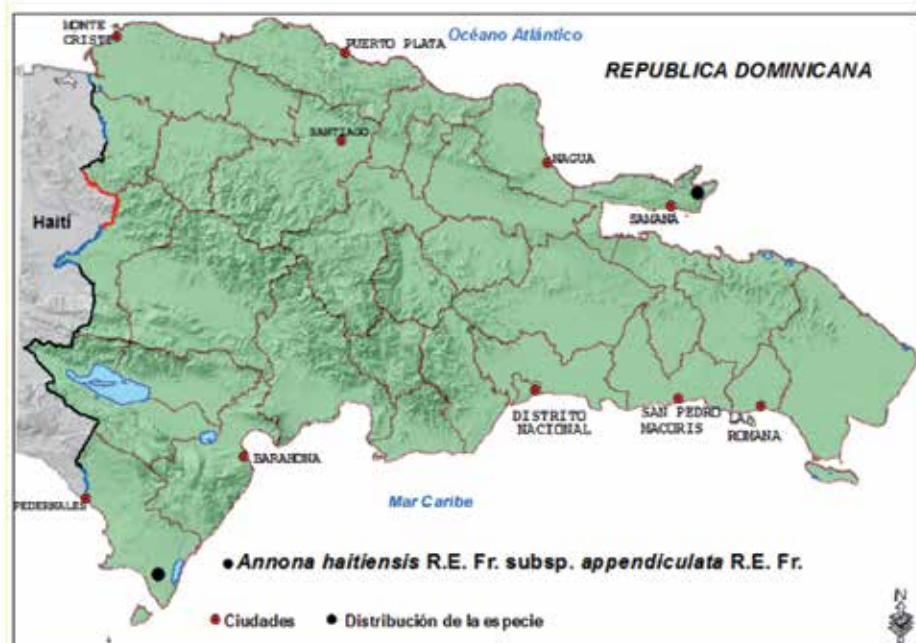 MONTE
CRISTI
PUERTO PLATA
Océano Atlántico
REPUBLICA DOMINICANA
SANTIAGO
NAGUA
SAMANA
Haití
DISTRITO
NACIONAL
SAN PEDRO
MACORIS
LA
ROMANA
BARAHONA
PEDERNALES
Mar Caribe
Annona haitiensis R.E. Fr. subsp. appendiculata R.E. Fr.
Ciudades
Distribución de la especie
N